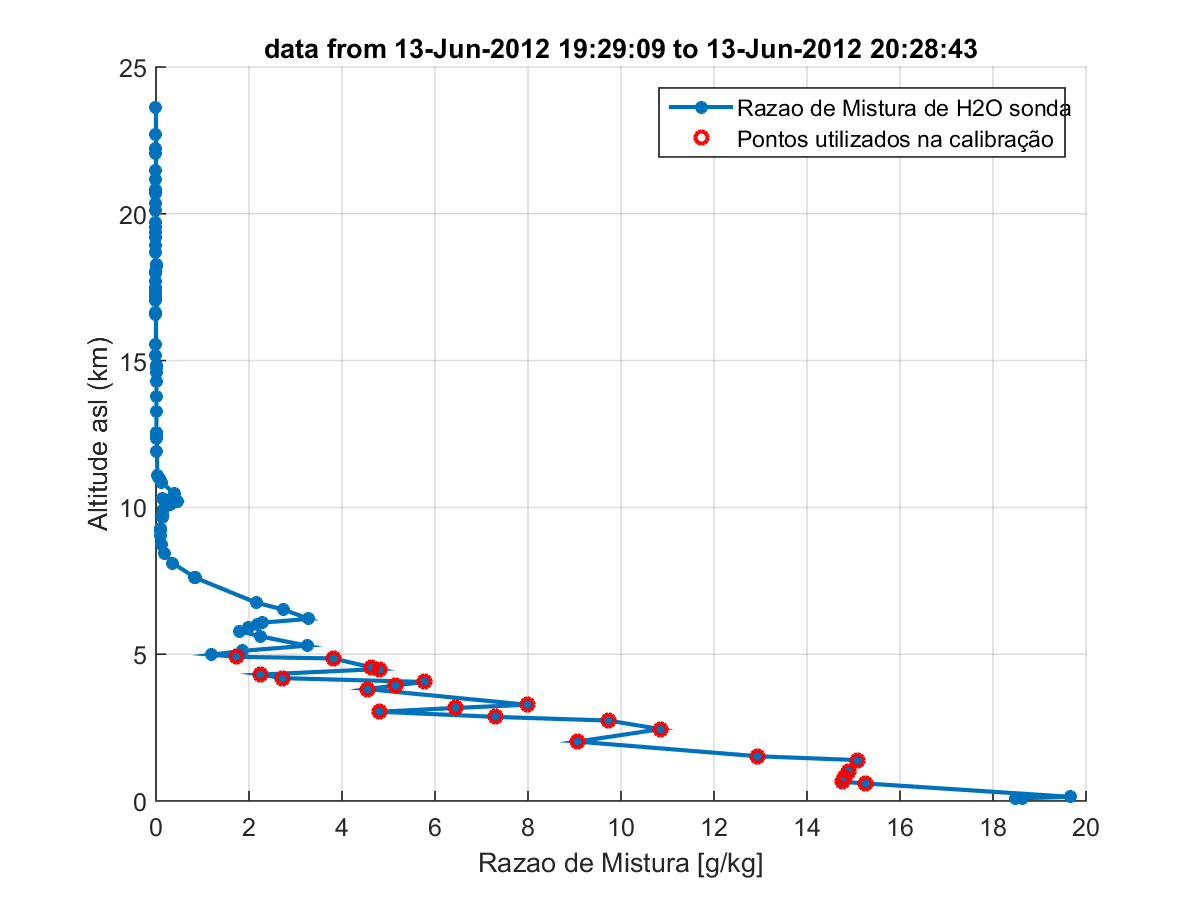 data from 13-Jun-2012 19:29:09 to 13-Jun-2012 20:28:43
Razao de Mistura de H2O sonda
Pontos utilizados na calibração
25
20
15
10
5
0
Altitude asl (km)
0 2 4 6 8 10 12 14 16 18 20
Razao de Mistura [g/kg]